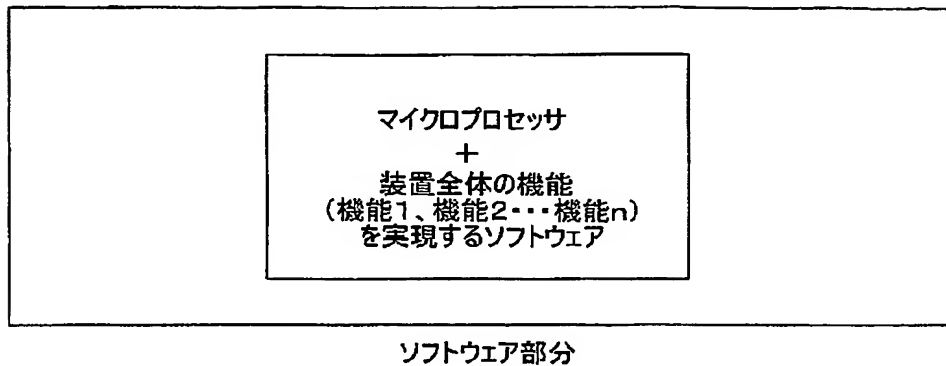 マイクロプロセッサ
+
装置全体の機能
(機能1、機能2・・・機能n)
を実現するソフトウェア
ソフトウェア部分